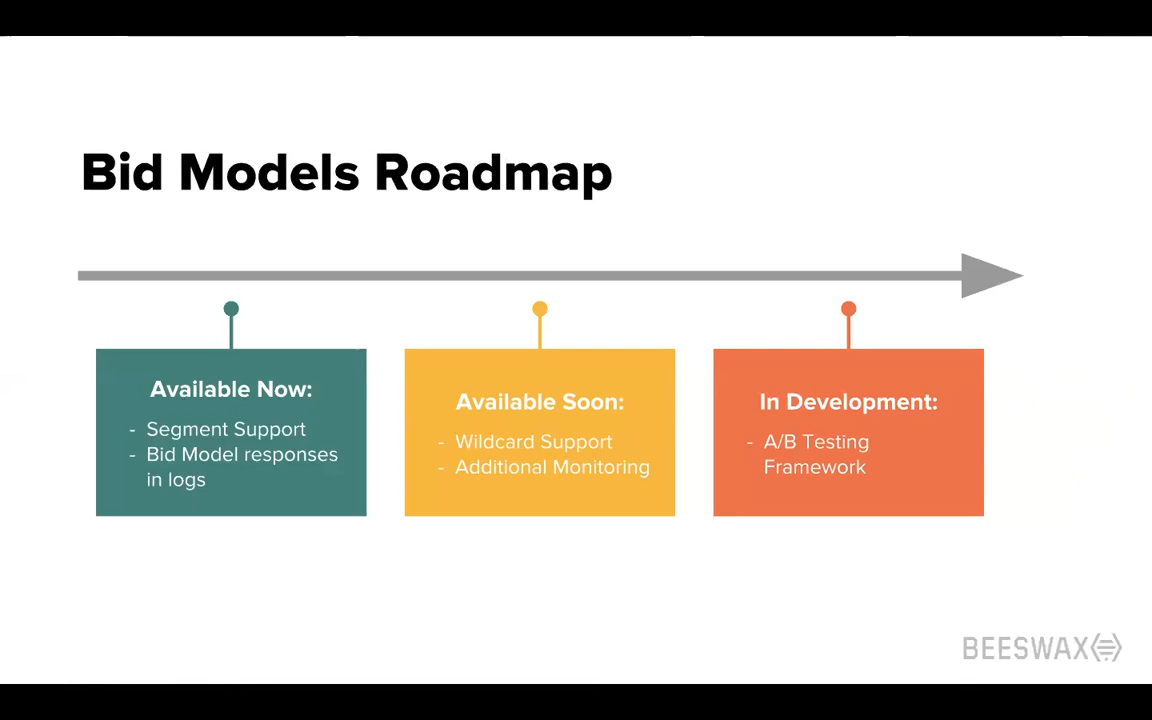 Bid Models Roadmap
Available Now:
- Segment Support
- Bid Model responses
in logs
Available Soon:
- Wildcard Support
- Additional Monitoring
In Development:
- A/B Testing
Framework
BEESWAX